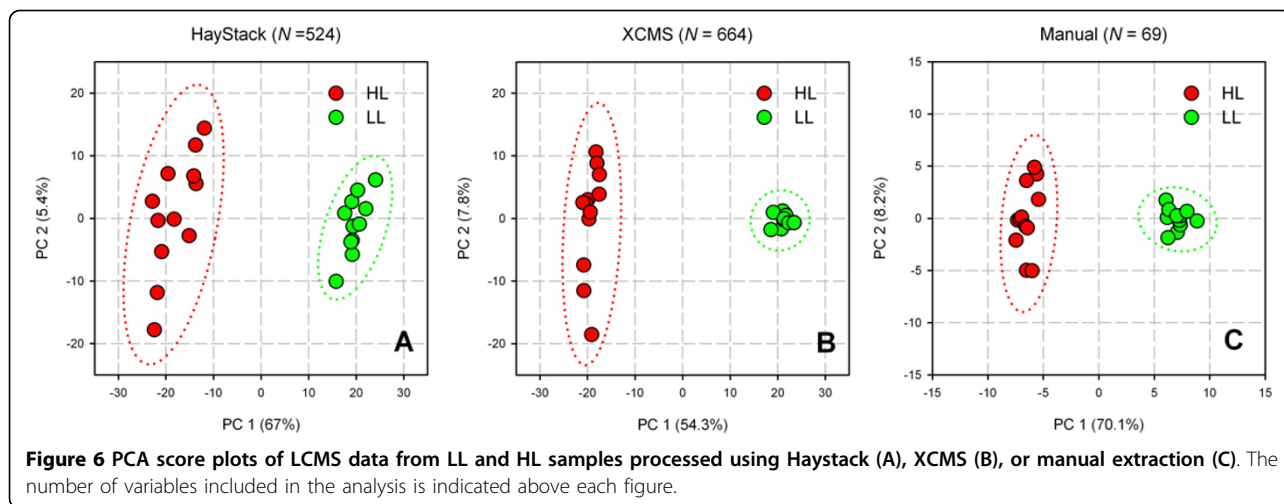 HayStack (N =524)
XCMS (N = 664)
Manual (N = 69)
PC 2 (5.4%)
20
10
0
-10
-20
HL
LL
A
-30 -20 -10 0 10 20 30
PC 1 (67%)
PC 2 (7.8%)
20
10
0
-10
-20
HL
LL
B
-30 -20 -10 0 10 20 30
PC 1 (54.3%)
PC 2 (8.2%)
15
10
5
0
-5
-10
-15
HL
LL
C
-15 -10 -5 0 5 10 15
PC 1 (70.1%)
Figure 6 PCA score plots of LCMS data from LL and HL samples processed using Haystack (A), XCMS (B), or manual extraction (C). The
number of variables included in the analysis is indicated above each figure.